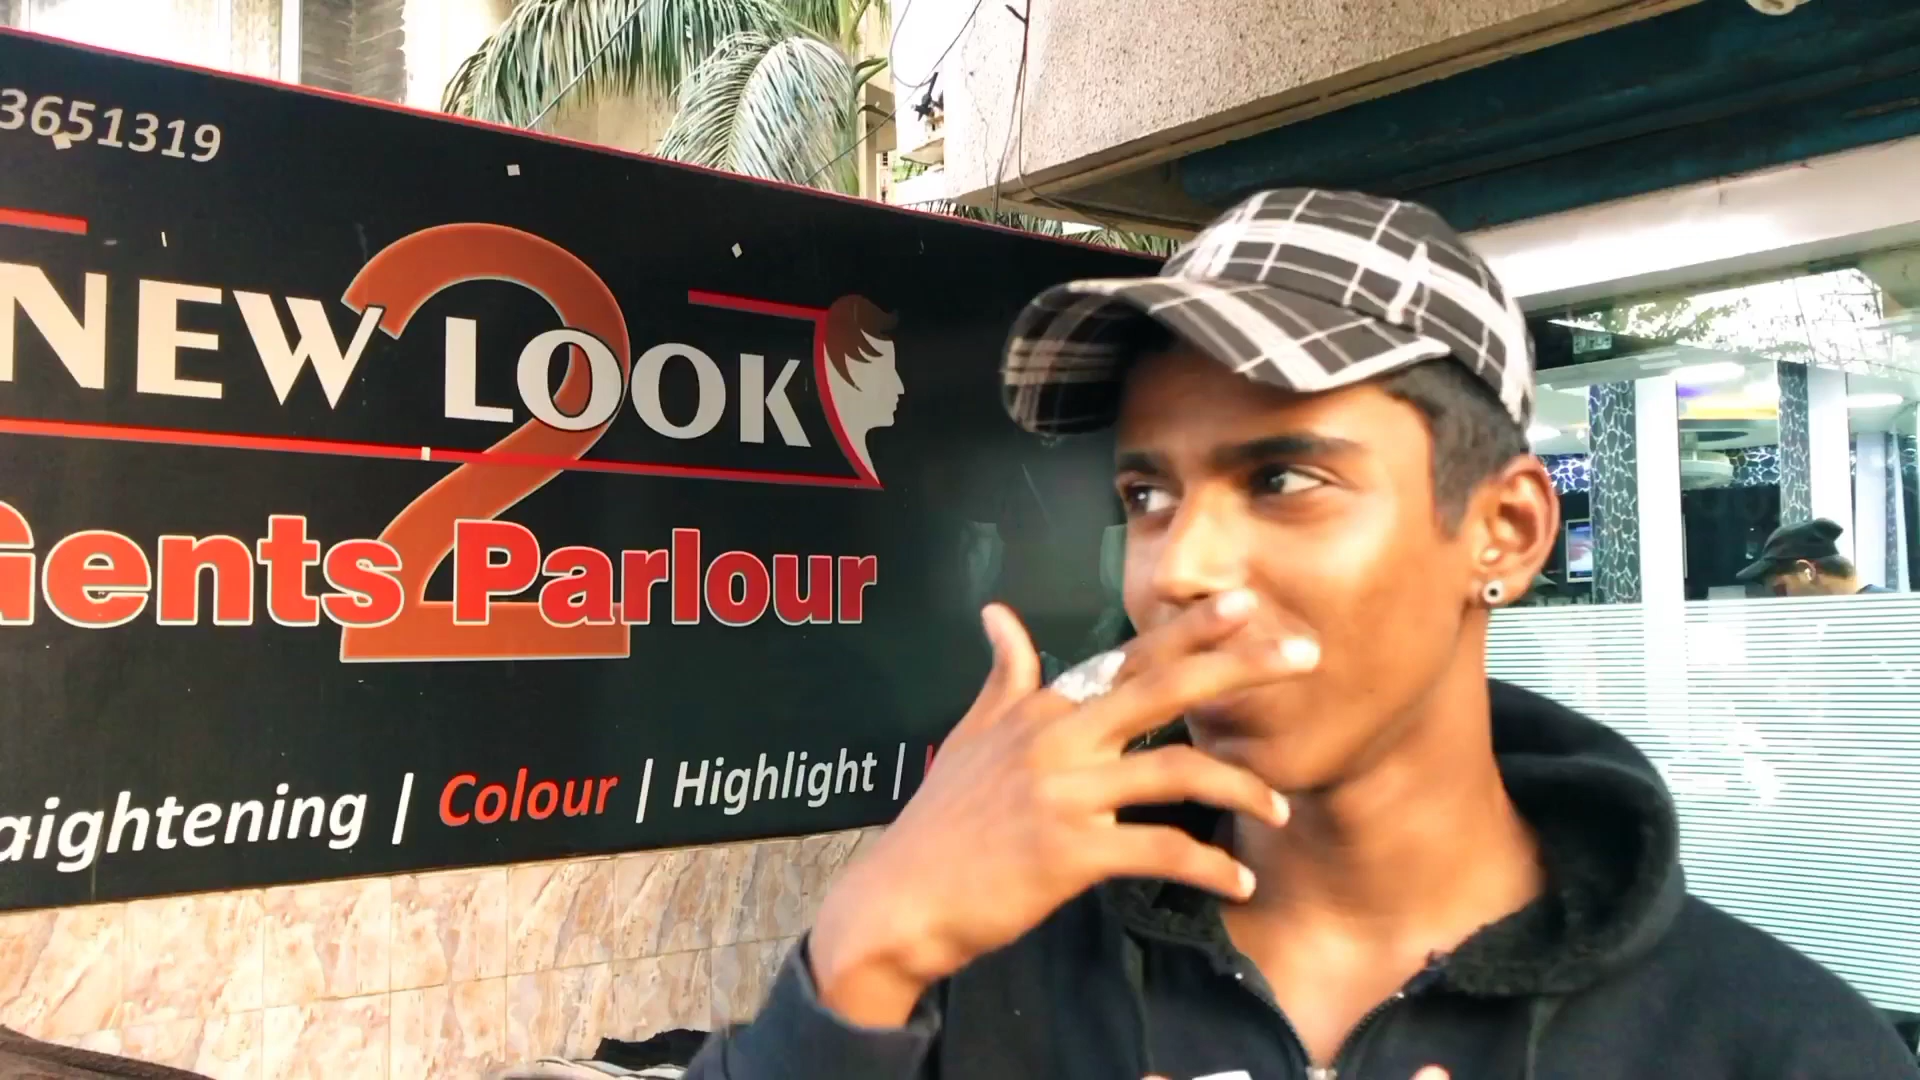 3651319
NEW LOOK
2
Gents Parlour
aightening | Colour | Highlight |